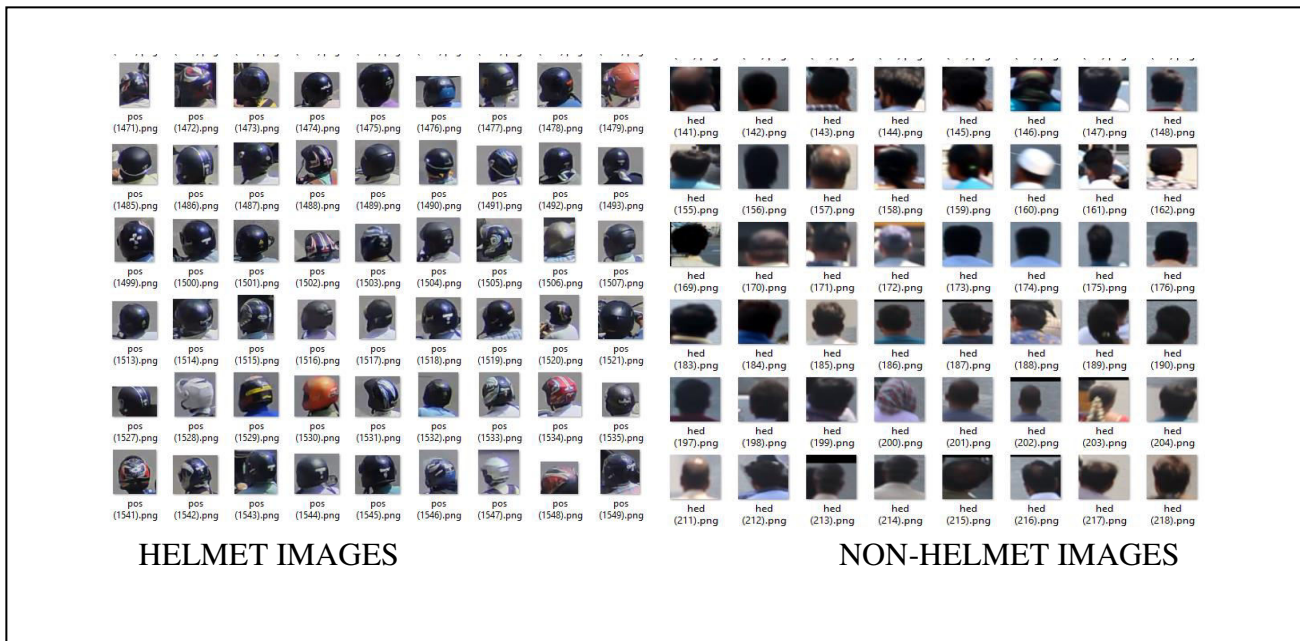 pos pos pos pos pos pos pos pos pos
(1471).png (1472).png (1473).png (1474).png (1475).png (1476).png (1477).png (1478).png (1479).png
pos pos pos pos pos pos pos pos pos
(1485).png (1486).png (1487).png (1488).png (1489).png (1490).png (1491).png (1492).png (1493).png
pos pos pos pos pos pos pos pos pos
(1499).png (1500).png (1501).png (1502).png (1503).png (1504).png (1505).png (1506).png (1507).png
pos pos pos pos pos pos pos pos pos
(1513).png (1514).png (1515).png (1516).png (1517).png (1518).png (1519).png (1520).png (1521).png
pos pos pos pos pos pos pos pos pos
(1527).png (1528).png (1529).png (1530).png (1531).png (1532).png (1533).png (1534).png (1535).png
pos pos pos pos pos pos pos pos pos
(1541).png (1542).png (1543).png (1544).png (1545).png (1546).png (1547).png (1548).png (1549).png
HELMET IMAGES
hed hed hed hed hed hed hed hed
(141).png (142).png (143).png (144).png (145).png (146).png (147).png (148).png
hed hed hed hed hed hed hed hed
(155).png (156).png (157).png (158).png (159).png (160).png (161).png (162).png
hed hed hed hed hed hed hed hed
(169).png (170).png (171).png (172).png (173).png (174).png (175).png (176).png
hed hed hed hed hed hed hed hed
(183).png (184).png (185).png (186).png (187).png (188).png (189).png (190).png
hed hed hed hed hed hed hed hed
(197).png (198).png (199).png (200).png (201).png (202).png (203).png (204).png
hed hed hed hed hed hed hed hed
(211).png (212).png (213).png (214).png (215).png (216).png (217).png (218).png
NON-HELMET IMAGES